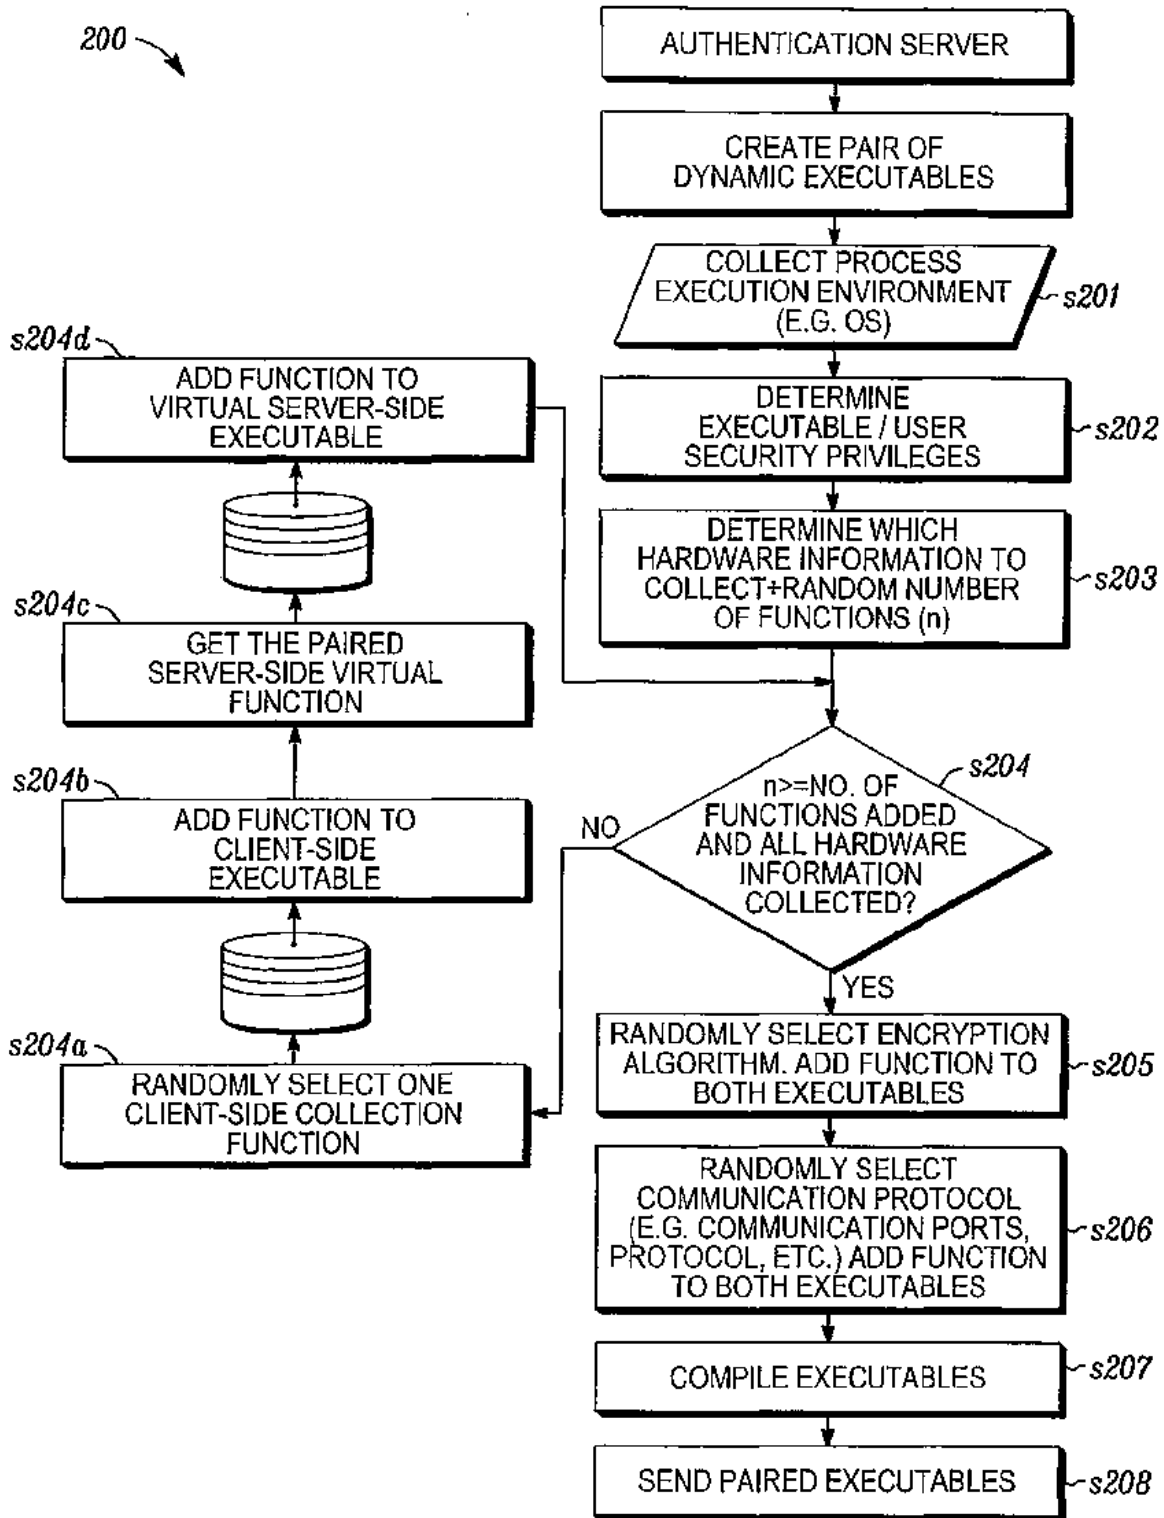 200
AUTHENTICATION SERVER
CREATE PAIR OF
DYNAMIC EXECUTABLES
COLLECT PROCESS
EXECUTION ENVIRONMENT
(E.G. OS)
s201
DETERMINE
EXECUTABLE / USER
SECURITY PRIVILEGES
s202
DETERMINE WHICH
HARDWARE INFORMATION TO
COLLECT+RANDOM NUMBER
OF FUNCTIONS (n)
s203
n>=NO. OF
FUNCTIONS ADDED
AND ALL HARDWARE
INFORMATION
COLLECTED?
s204
NO
YES
s204a
RANDOMLY SELECT ONE
CLIENT-SIDE COLLECTION
FUNCTION
s204b
ADD FUNCTION TO
CLIENT-SIDE
EXECUTABLE
s204c
GET THE PAIRED
SERVER-SIDE VIRTUAL
FUNCTION
s204d
ADD FUNCTION TO
VIRTUAL SERVER-SIDE
EXECUTABLE
RANDOMLY SELECT ENCRYPTION
ALGORITHM. ADD FUNCTION TO
BOTH EXECUTABLES
s205
RANDOMLY SELECT
COMMUNICATION PROTOCOL
(E.G. COMMUNICATION PORTS,
PROTOCOL, ETC.) ADD FUNCTION
TO BOTH EXECUTABLES
s206
COMPILE EXECUTABLES
s207
SEND PAIRED EXECUTABLES
s208